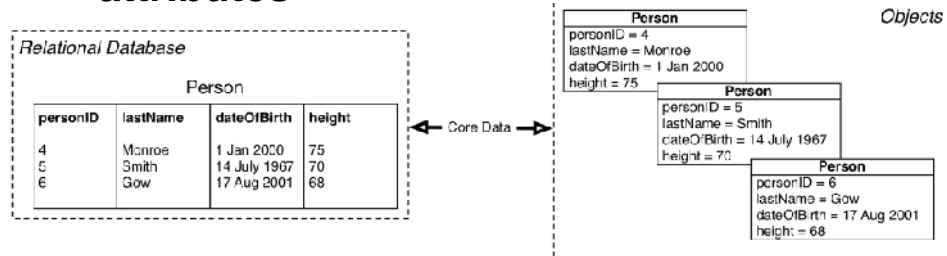 Relational Database
Person
personID lastName dateOfBirth height
4 Monroe 1 Jan 2000 75
5 Smith 14 July 1967 70
6 Gow 17 Aug 2001 68
Core Data
Objects
Person
personID = 4
lastName = Monroe
dateOfBirth = 1 Jan 2000
height = 75
Person
personID = 5
lastName = Smith
dateOfBirth = 14 July 1967
height = 70
Person
personID = 6
lastName = Gow
dateOfBirth = 17 Aug 2001
height = 68